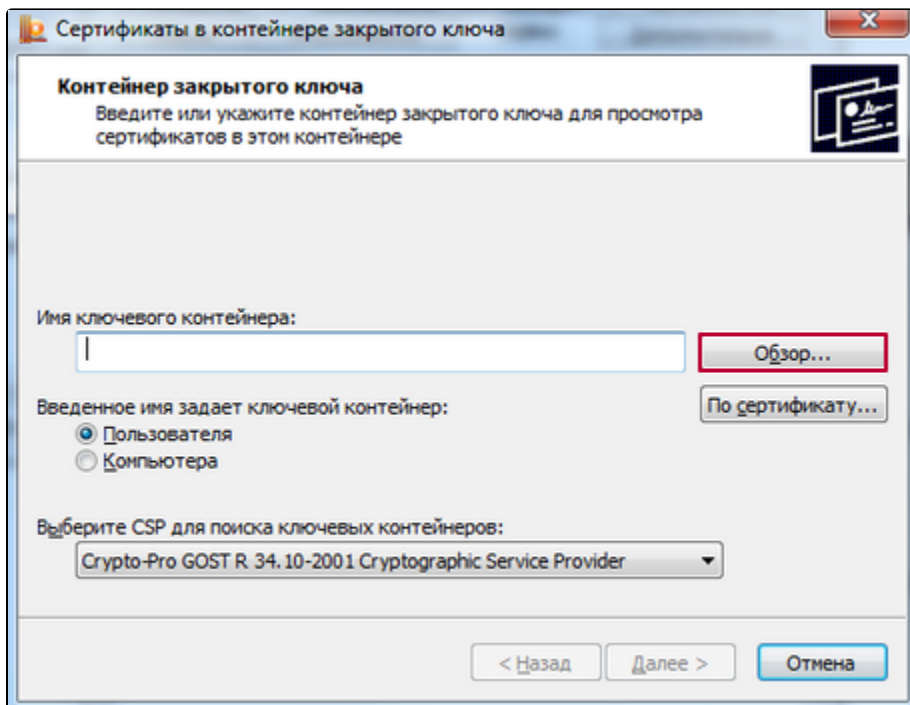 Сертификаты в контейнере закрытого ключа
Контейнер закрытого ключа
Введите или укажите контейнер закрытого ключа для просмотра
сертификатов в этом контейнере
Имя ключевого контейнера:
Обзор...
Введенное имя задает ключевой контейнер:
По сертификату...
Пользователя
Компьютера
Выберите CSP для поиска ключевых контейнеров:
Crypto-Pro GOST R 34.10-2001 Cryptographic Service Provider
< Назад
Далее >
Отмена